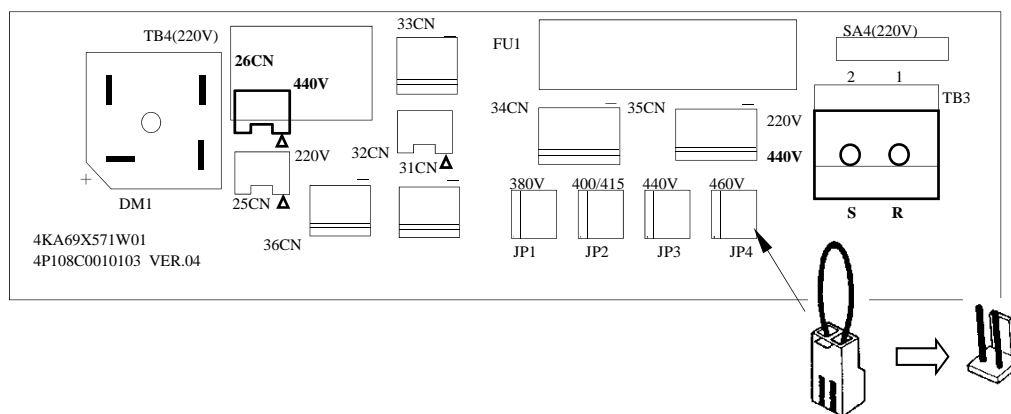 33CN
TB4(220V)
FU1
SA4(220V)
26CN
440V
2 1
TB3
34CN
35CN
220V
32CN
31CN
220V
440V
380V
400/415
440V
460V
25CN
DM1
S R
36CN
JP1
JP2
JP3
JP4
4KA69X571W01
4P108C0010103 VER.04